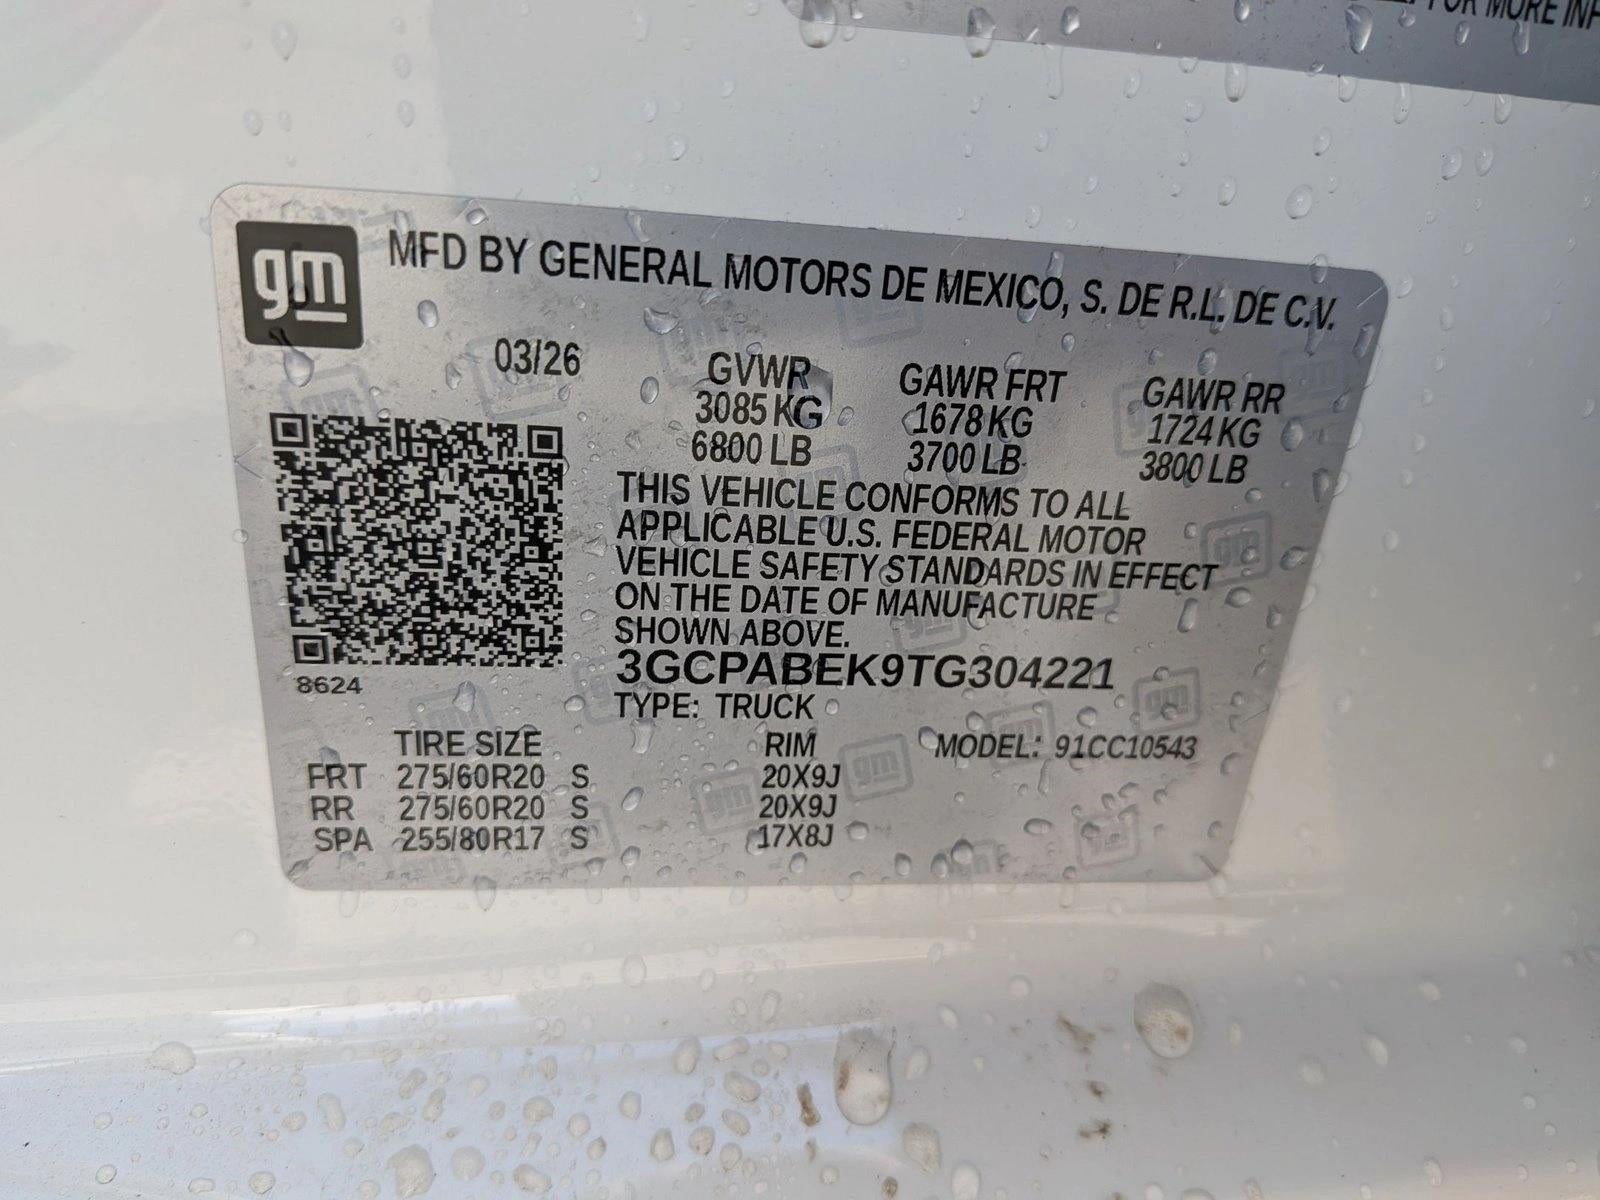 FOR MORE INF
gm MFD BY GENERAL MOTORS DE MEXICO, S. DE R.L. DE C.V.
03/26 GVWR GAWR FRT GAWR RR
3085 KG 1678 KG 1724 KG
6800 LB 3700 LB 3800 LB
THIS VEHICLE CONFORMS TO ALL
APPLICABLE U.S. FEDERAL MOTOR
VEHICLE SAFETY STANDARDS IN EFFECT
ON THE DATE OF MANUFACTURE
SHOWN ABOVE.
8624 3GCPABEK9TG304221
TYPE: TRUCK
TIRE SIZE RIM MODEL: 91CC10543
FRT 275/60R20 S 20X9J
RR 275/60R20 S 20X9J
SPA 255/80R17 S 17X8J